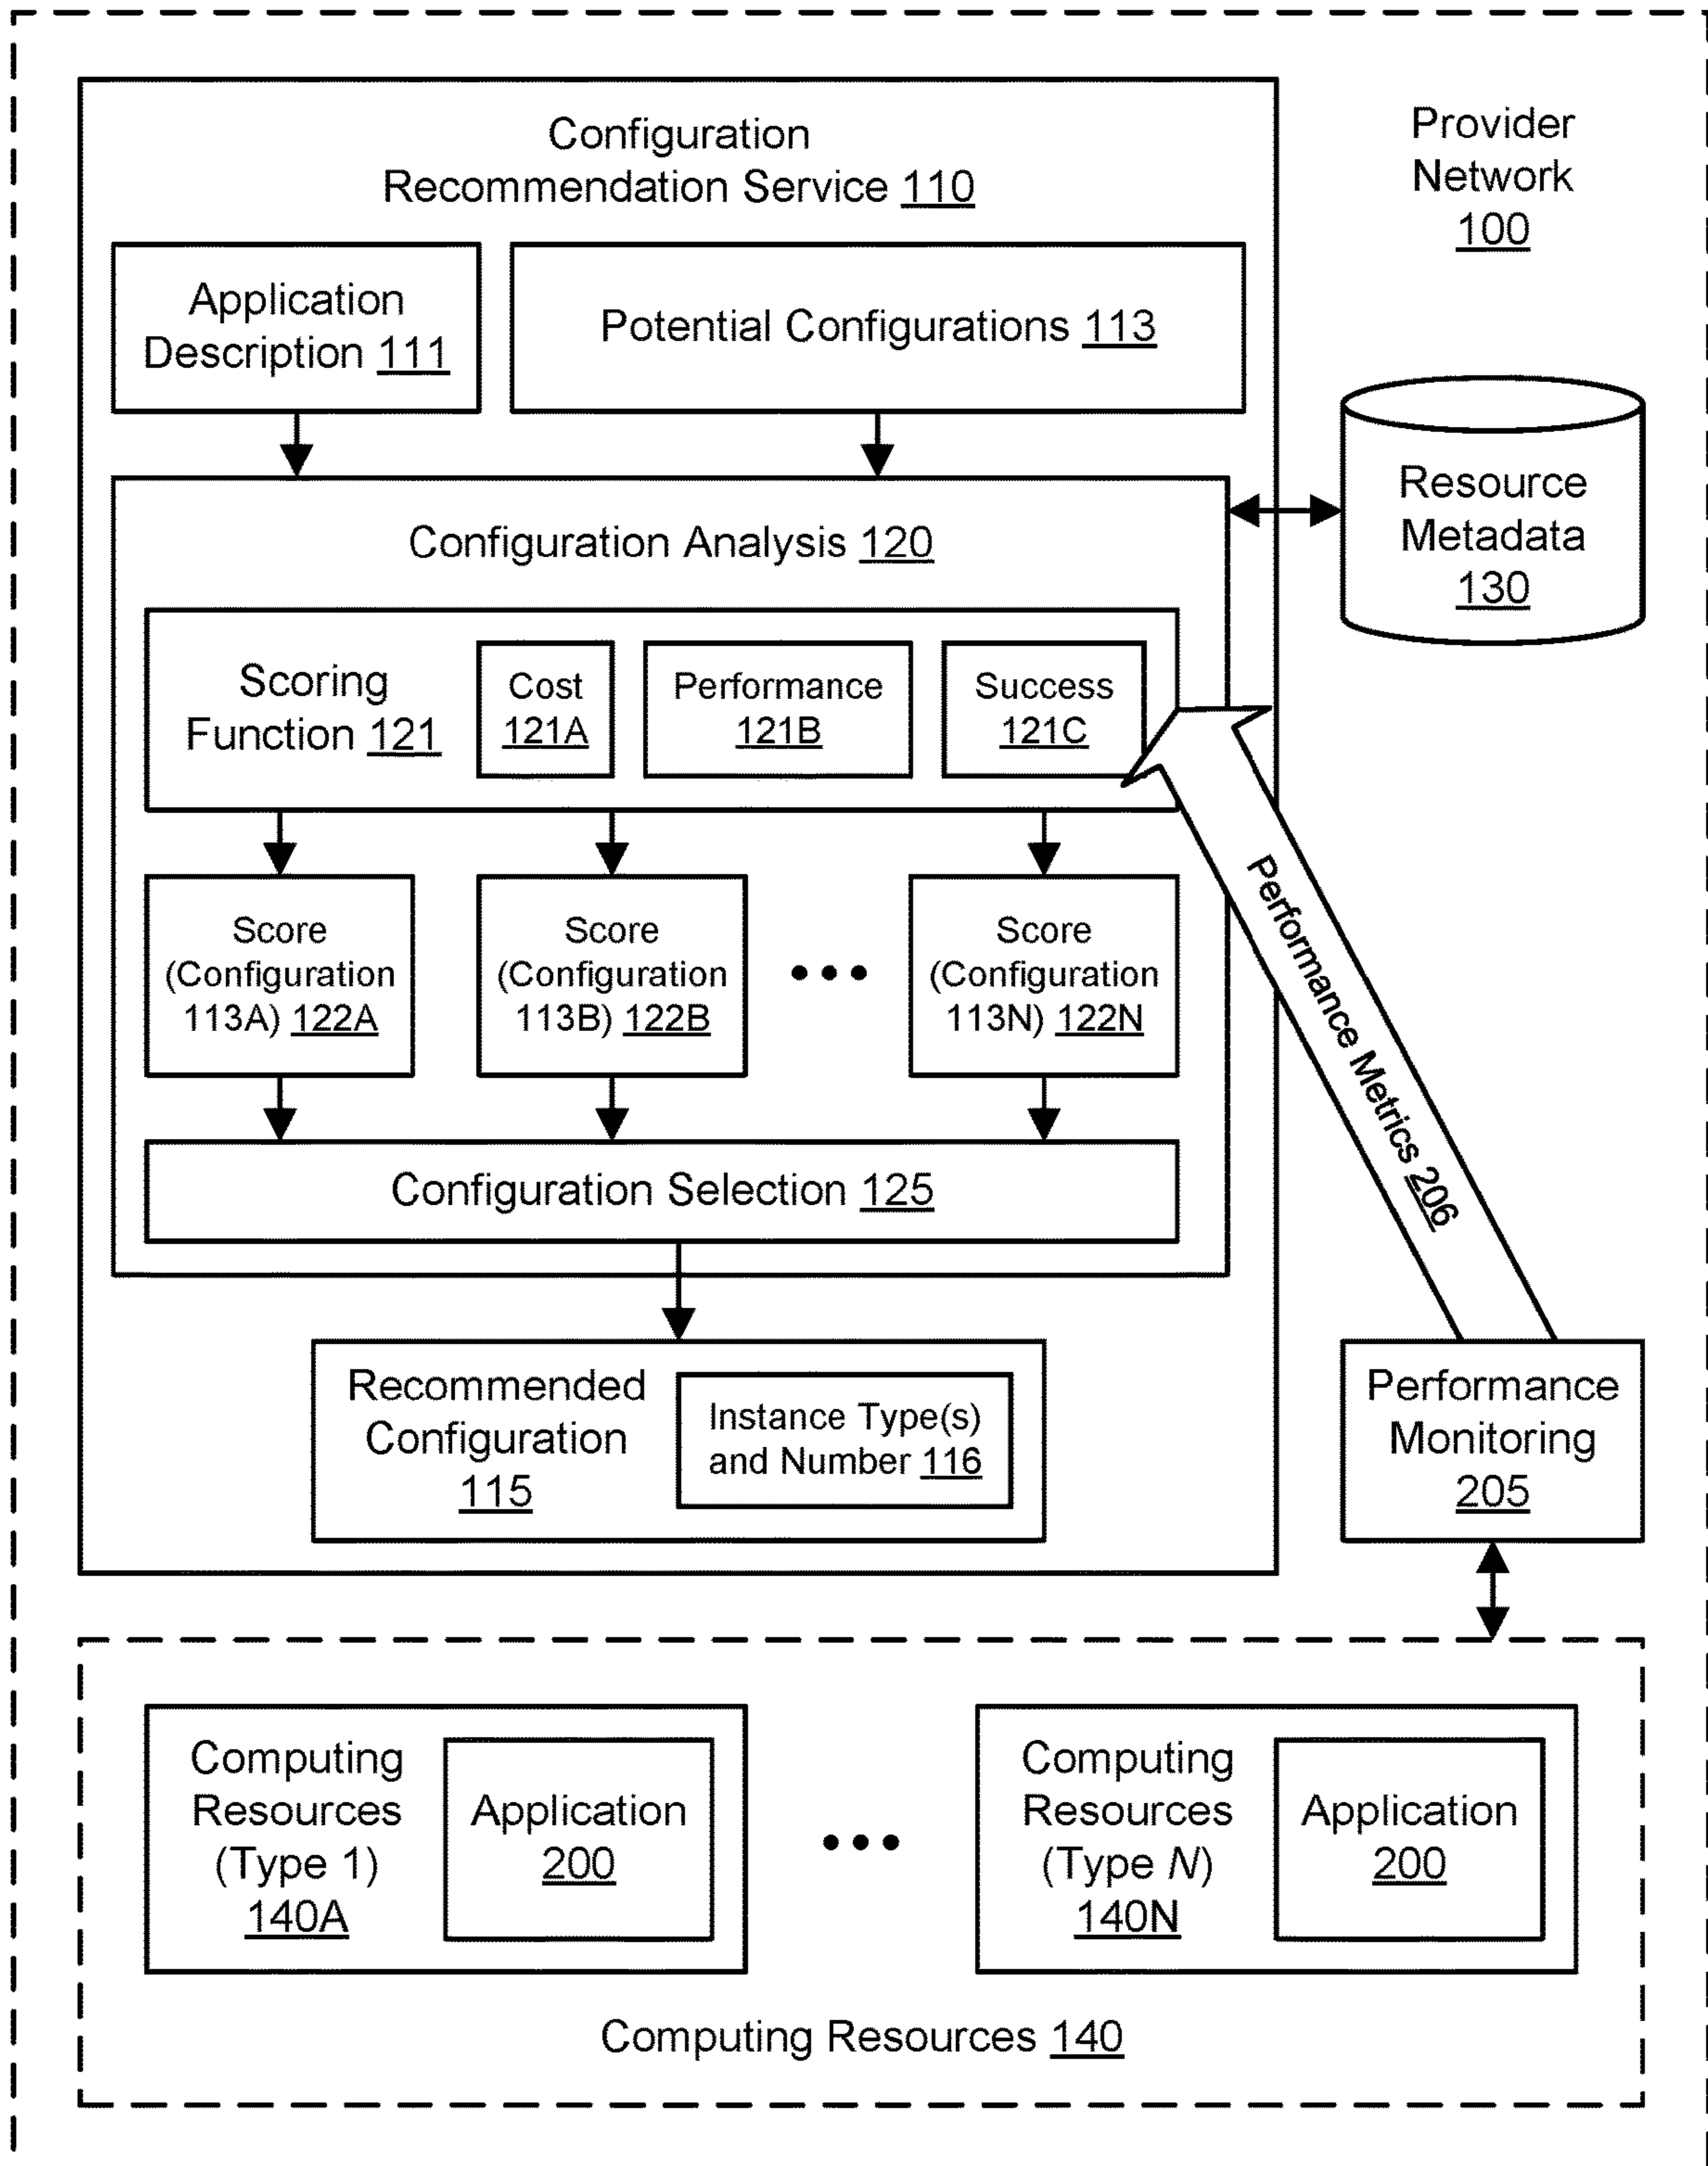 Configuration
Recommendation Service 110
Provider
Network
100
Application
Description 111
Potential Configurations 113
Resource
Metadata
130
Configuration Analysis 120
Scoring
Function 121
Cost
121A
Performance
121B
Success
121C
Score
(Configuration
113A) 122A
Score
(Configuration
113B) 122B
•••
Score
(Configuration
113N) 122N
Performance Metrics 206
Configuration Selection 125
Recommended
Configuration
115
Instance Type(s)
and Number 116
Performance
Monitoring
205
Computing
Resources
(Type 1)
140A
Application
200
•••
Computing
Resources
(Type N)
140N
Application
200
Computing Resources 140